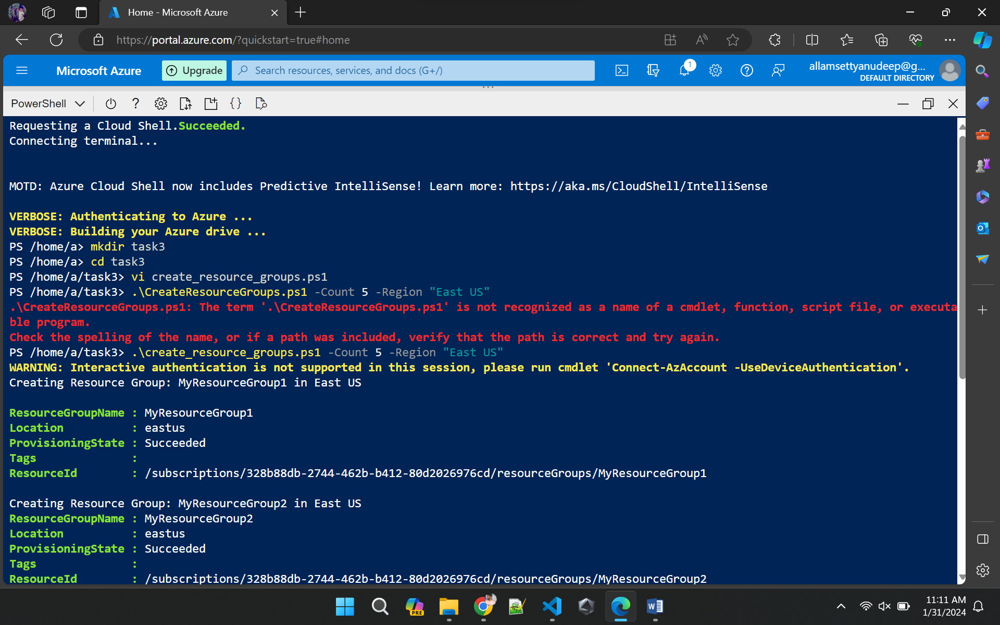 Home - Microsoft Azure
https://portal.azure.com/?quickstart=true#home
Microsoft Azure
Upgrade
Search resources, services, and docs (G+/)
1
allamsettyanudeep@g...
DEFAULT DIRECTORY
PowerShell
Requesting a Cloud Shell.Succeeded.
Connecting terminal...
MOTD: Azure Cloud Shell now includes Predictive IntelliSense! Learn more: https://aka.ms/CloudShell/IntelliSense
VERBOSE: Authenticating to Azure ...
VERBOSE: Building your Azure drive ...
PS /home/a> mkdir task3
PS /home/a> cd task3
PS /home/a/task3> vi create_resource_groups.ps1
PS /home/a/task3> .\CreateResourceGroups.ps1 -Count 5 -Region "East US"
.\CreateResourceGroups.ps1: The term '.\CreateResourceGroups.ps1' is not recognized as a name of a cmdlet, function, script file, or executa
ble program.
Check the spelling of the name, or if a path was included, verify that the path is correct and try again.
PS /home/a/task3> .\create_resource_groups.ps1 -Count 5 -Region "East US"
WARNING: Interactive authentication is not supported in this session, please run cmdlet 'Connect-AzAccount -UseDeviceAuthentication'.
Creating Resource Group: MyResourceGroup1 in East US
ResourceGroupName : MyResourceGroup1
Location : eastus
ProvisioningState : Succeeded
Tags :
ResourceId : /subscriptions/328b88db-2744-462b-b412-80d2026976cd/resourceGroups/MyResourceGroup1
Creating Resource Group: MyResourceGroup2 in East US
ResourceGroupName : MyResourceGroup2
Location : eastus
ProvisioningState : Succeeded
Tags :
ResourceId : /subscriptions/328b88db-2744-462b-b412-80d2026976cd/resourceGroups/MyResourceGroup2
PRE
11:11 AM
1/31/2024